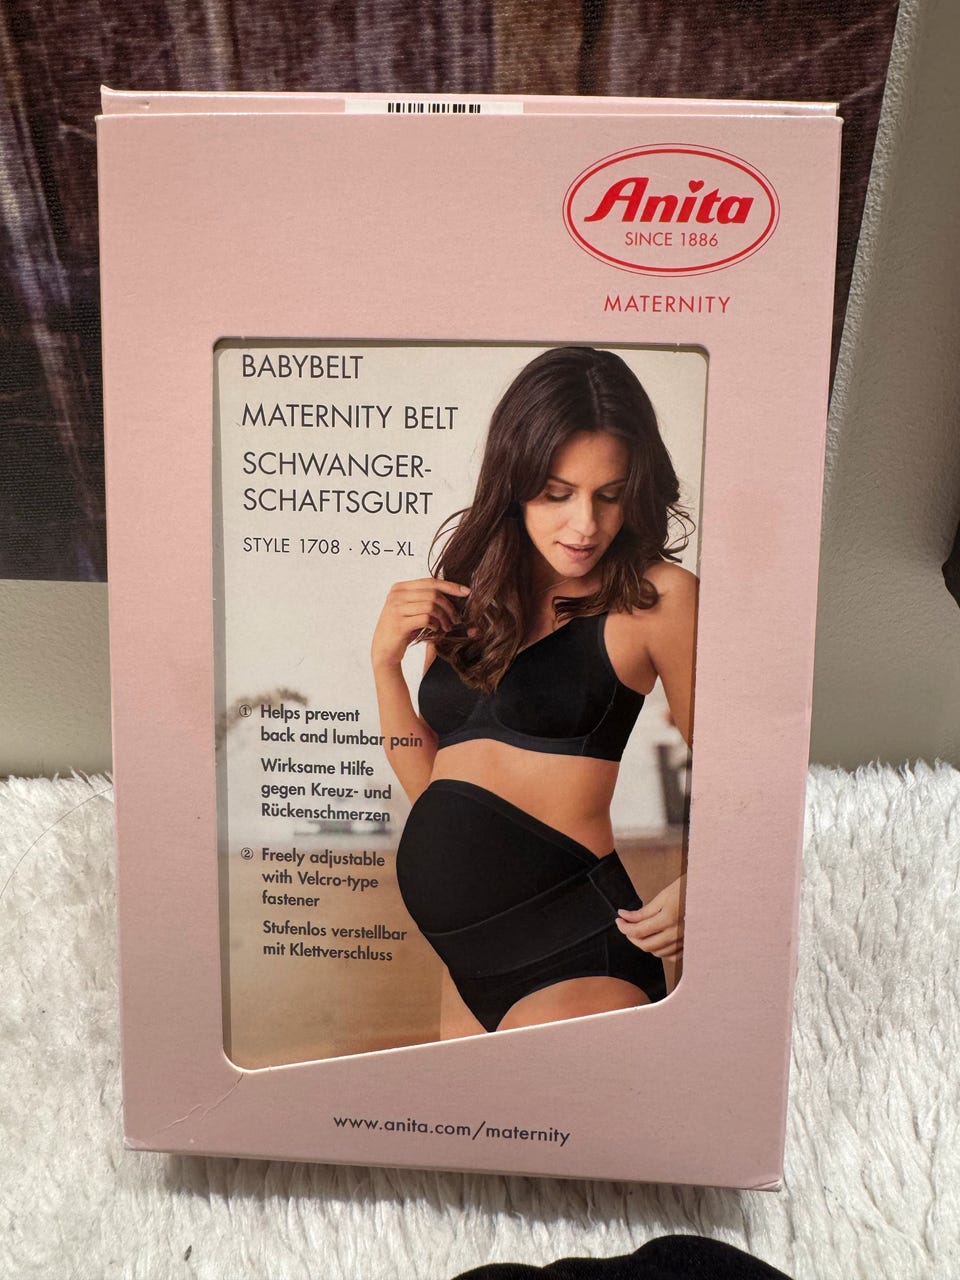 Anita
SINCE 1886
MATERNITY
BABYBELT
MATERNITY BELT
SCHWANGER-
SCHAFTSGURT
STYLE 1708 · XS–XL
① Helps prevent
back and lumbar pain
Wirksame Hilfe
gegen Kreuz- und
Rückenschmerzen
② Freely adjustable
with Velcro-type
fastener
Stufenlos verstellbar
mit Klettverschluss
www.anita.com/maternity